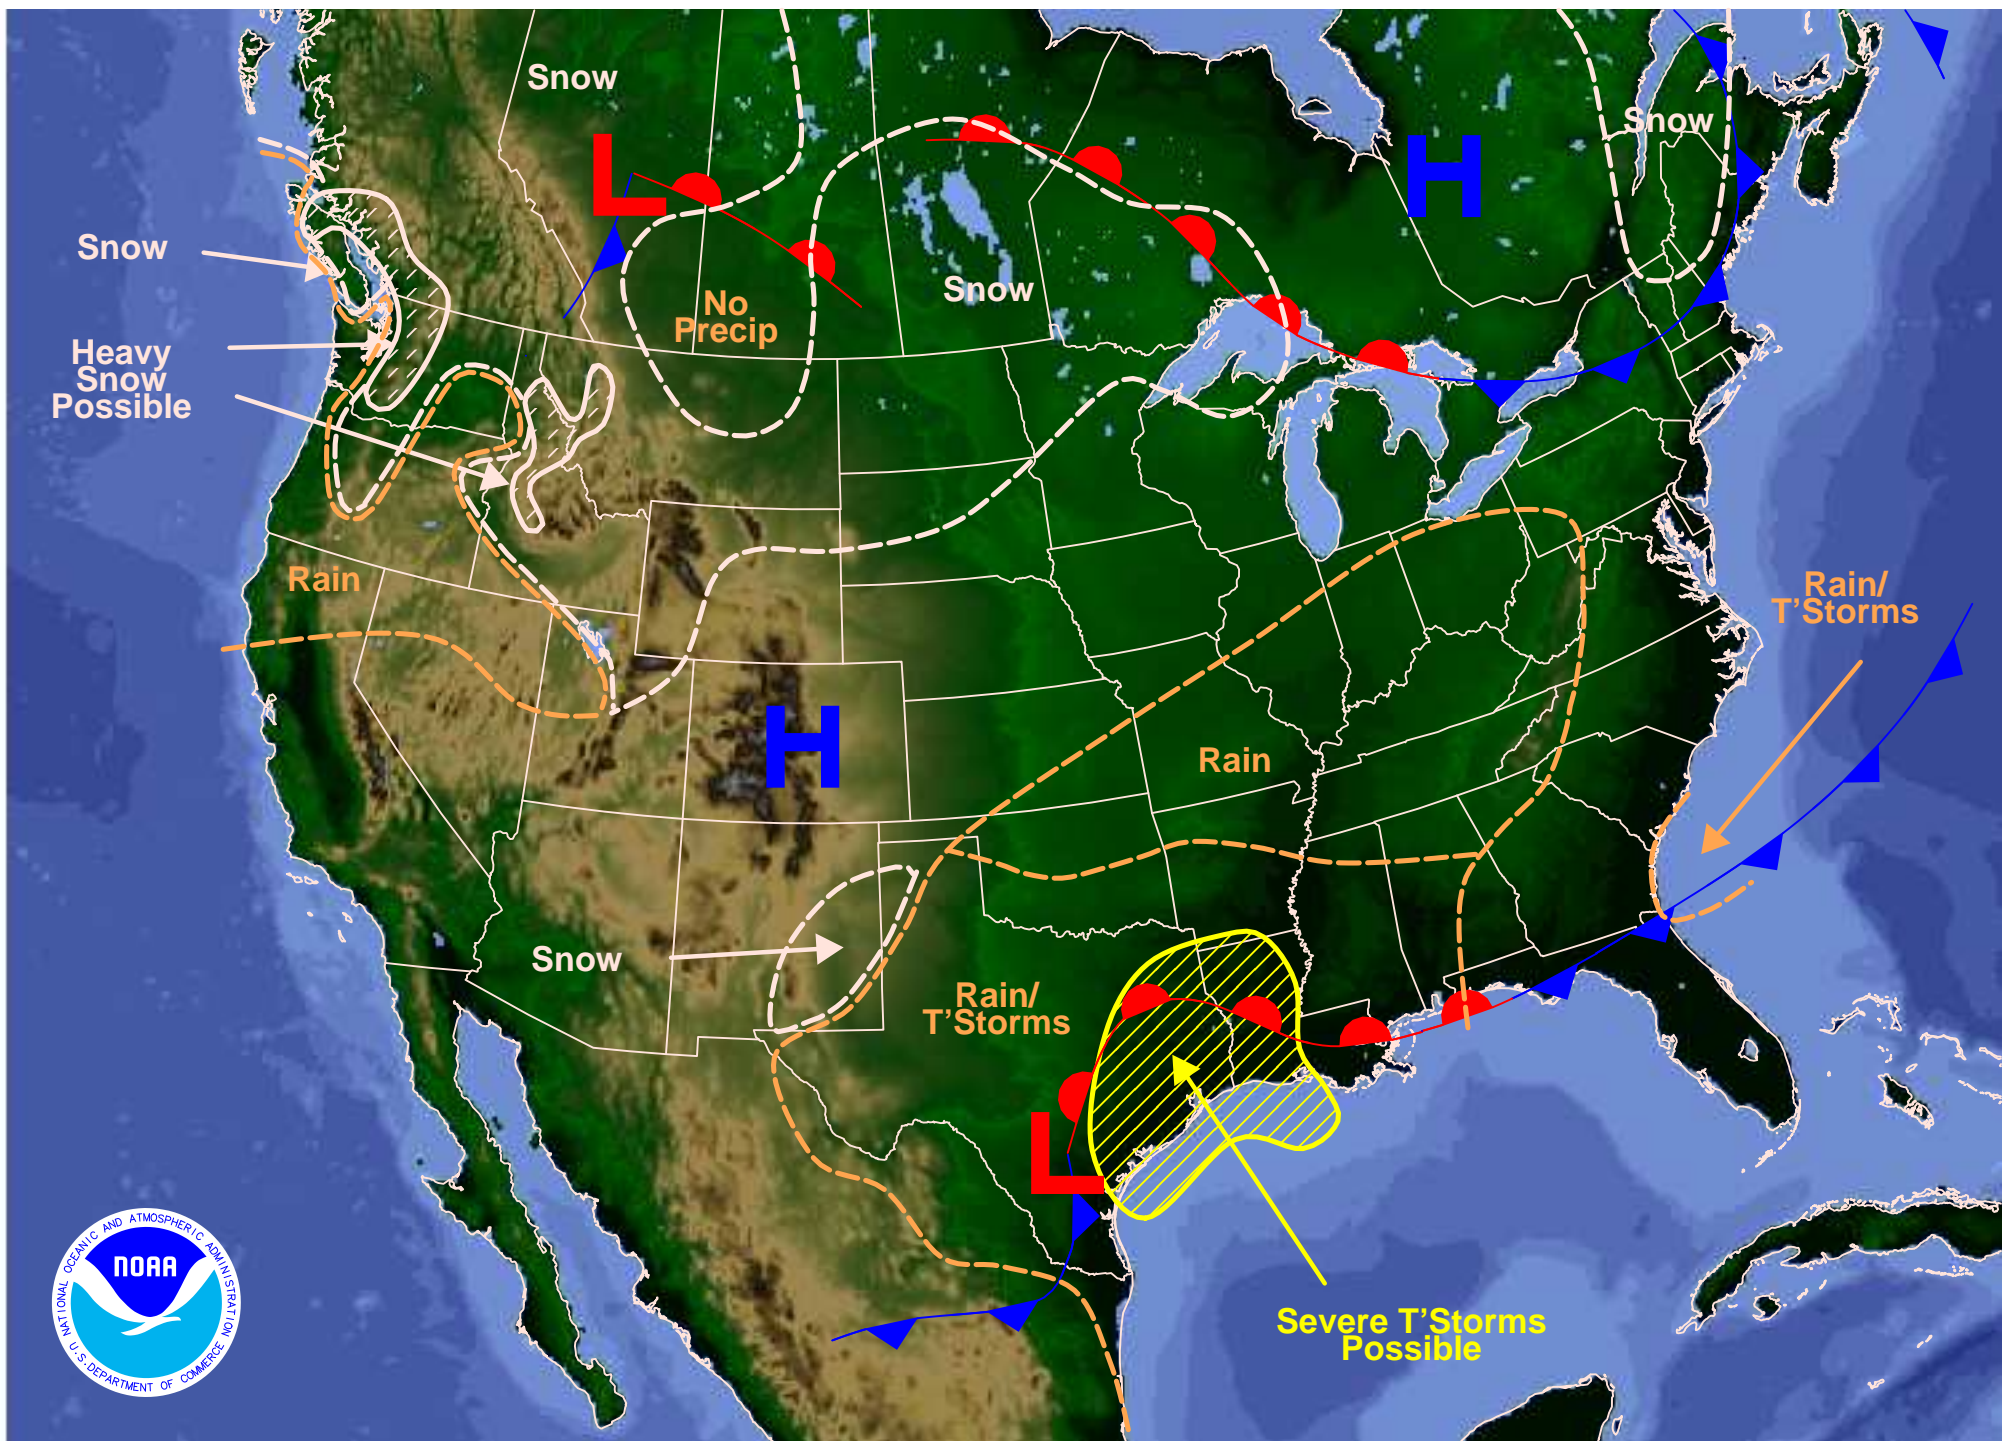 Snow
L
H
Snow
Snow
No
Precip
Snow
Heavy
Snow
Possible
Rain
Rain/
T'Storms
H
Rain
Snow
Rain/
T'Storms
L
Severe T'Storms
Possible
NATIONAL OCEANIC AND ATMOSPHERIC ADMINISTRATION
NOAA
U.S. DEPARTMENT OF COMMERCE